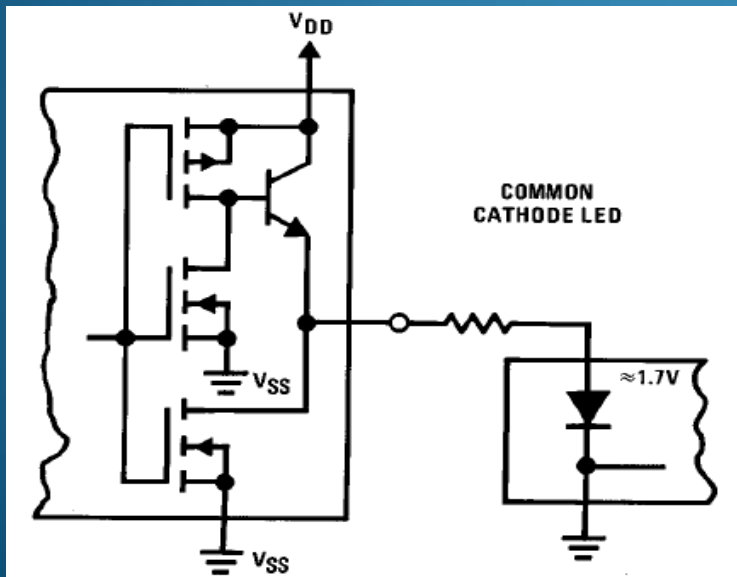 VDD
COMMON
CATHODE LED
≈1.7V
VSS
VSS